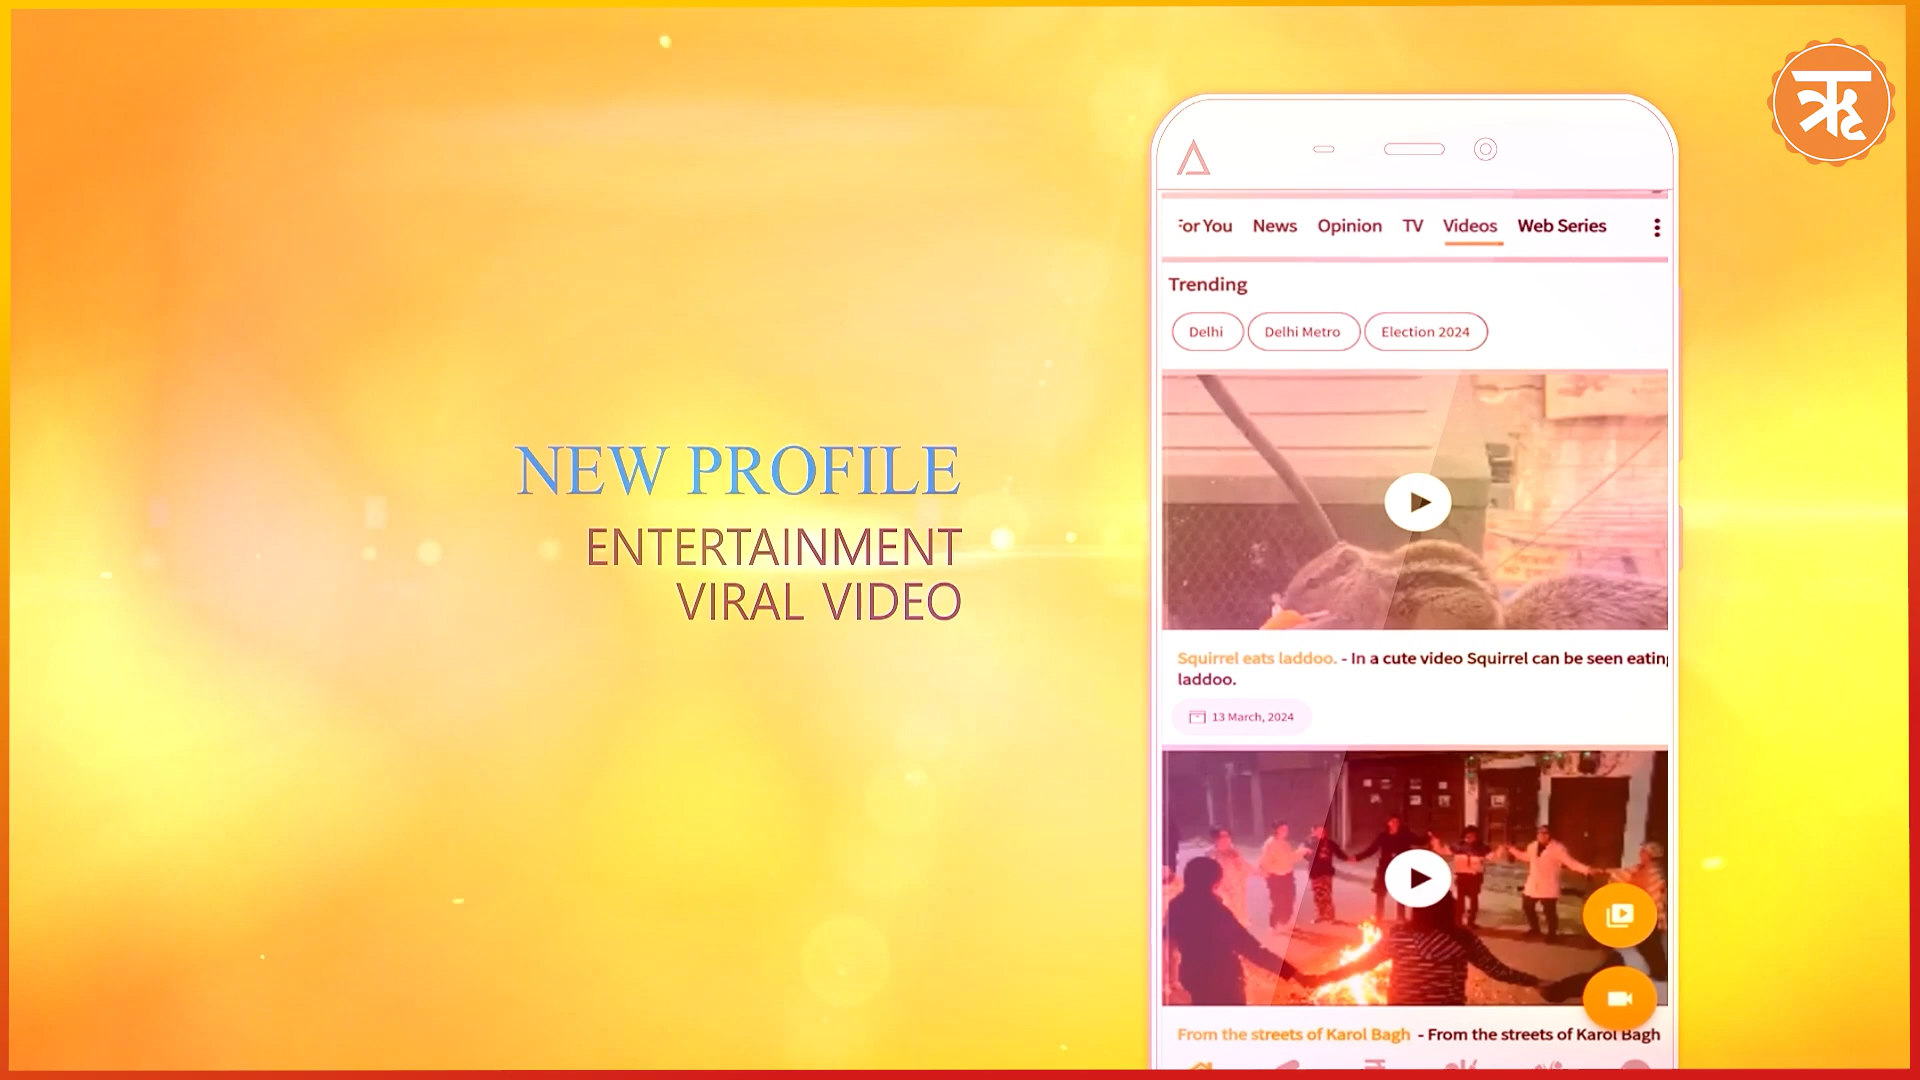 ऋ
NEW PROFILE
ENTERTAINMENT
VIRAL VIDEO
For You News Opinion TV Videos Web Series
Trending
Delhi Delhi Metro Election 2024
Squirrel eats laddoo. - In a cute video Squirrel can be seen eating
laddoo.
13 March, 2024
From the streets of Karol Bagh - From the streets of Karol Bagh